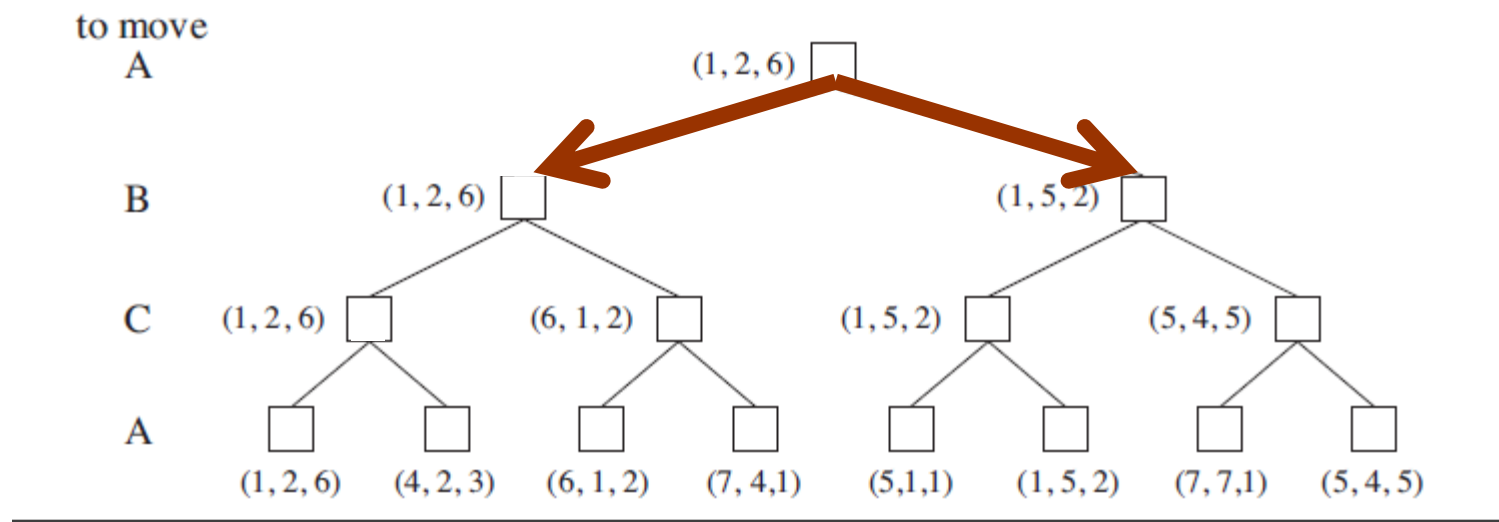 to move
A (1, 2, 6)
B (1, 2, 6) (1, 5, 2)
C (1, 2, 6) (6, 1, 2) (1, 5, 2) (5, 4, 5)
A
(1, 2, 6) (4, 2, 3) (6, 1, 2) (7, 4,1) (5,1,1) (1, 5, 2) (7, 7,1) (5, 4, 5)